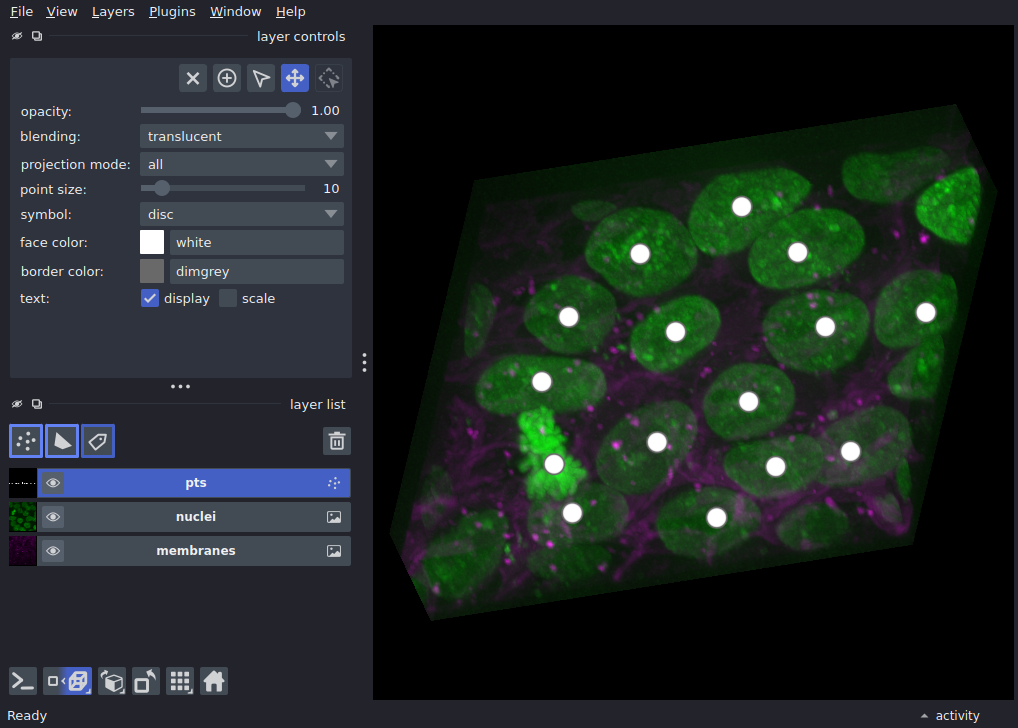 File View Layers Plugins Window Help
layer controls
opacity: 1.00
blending: translucent
projection mode: all
point size: 10
symbol: disc
face color: white
border color: dimgrey
text: display scale
layer list
pts
nuclei
membranes
Ready activity